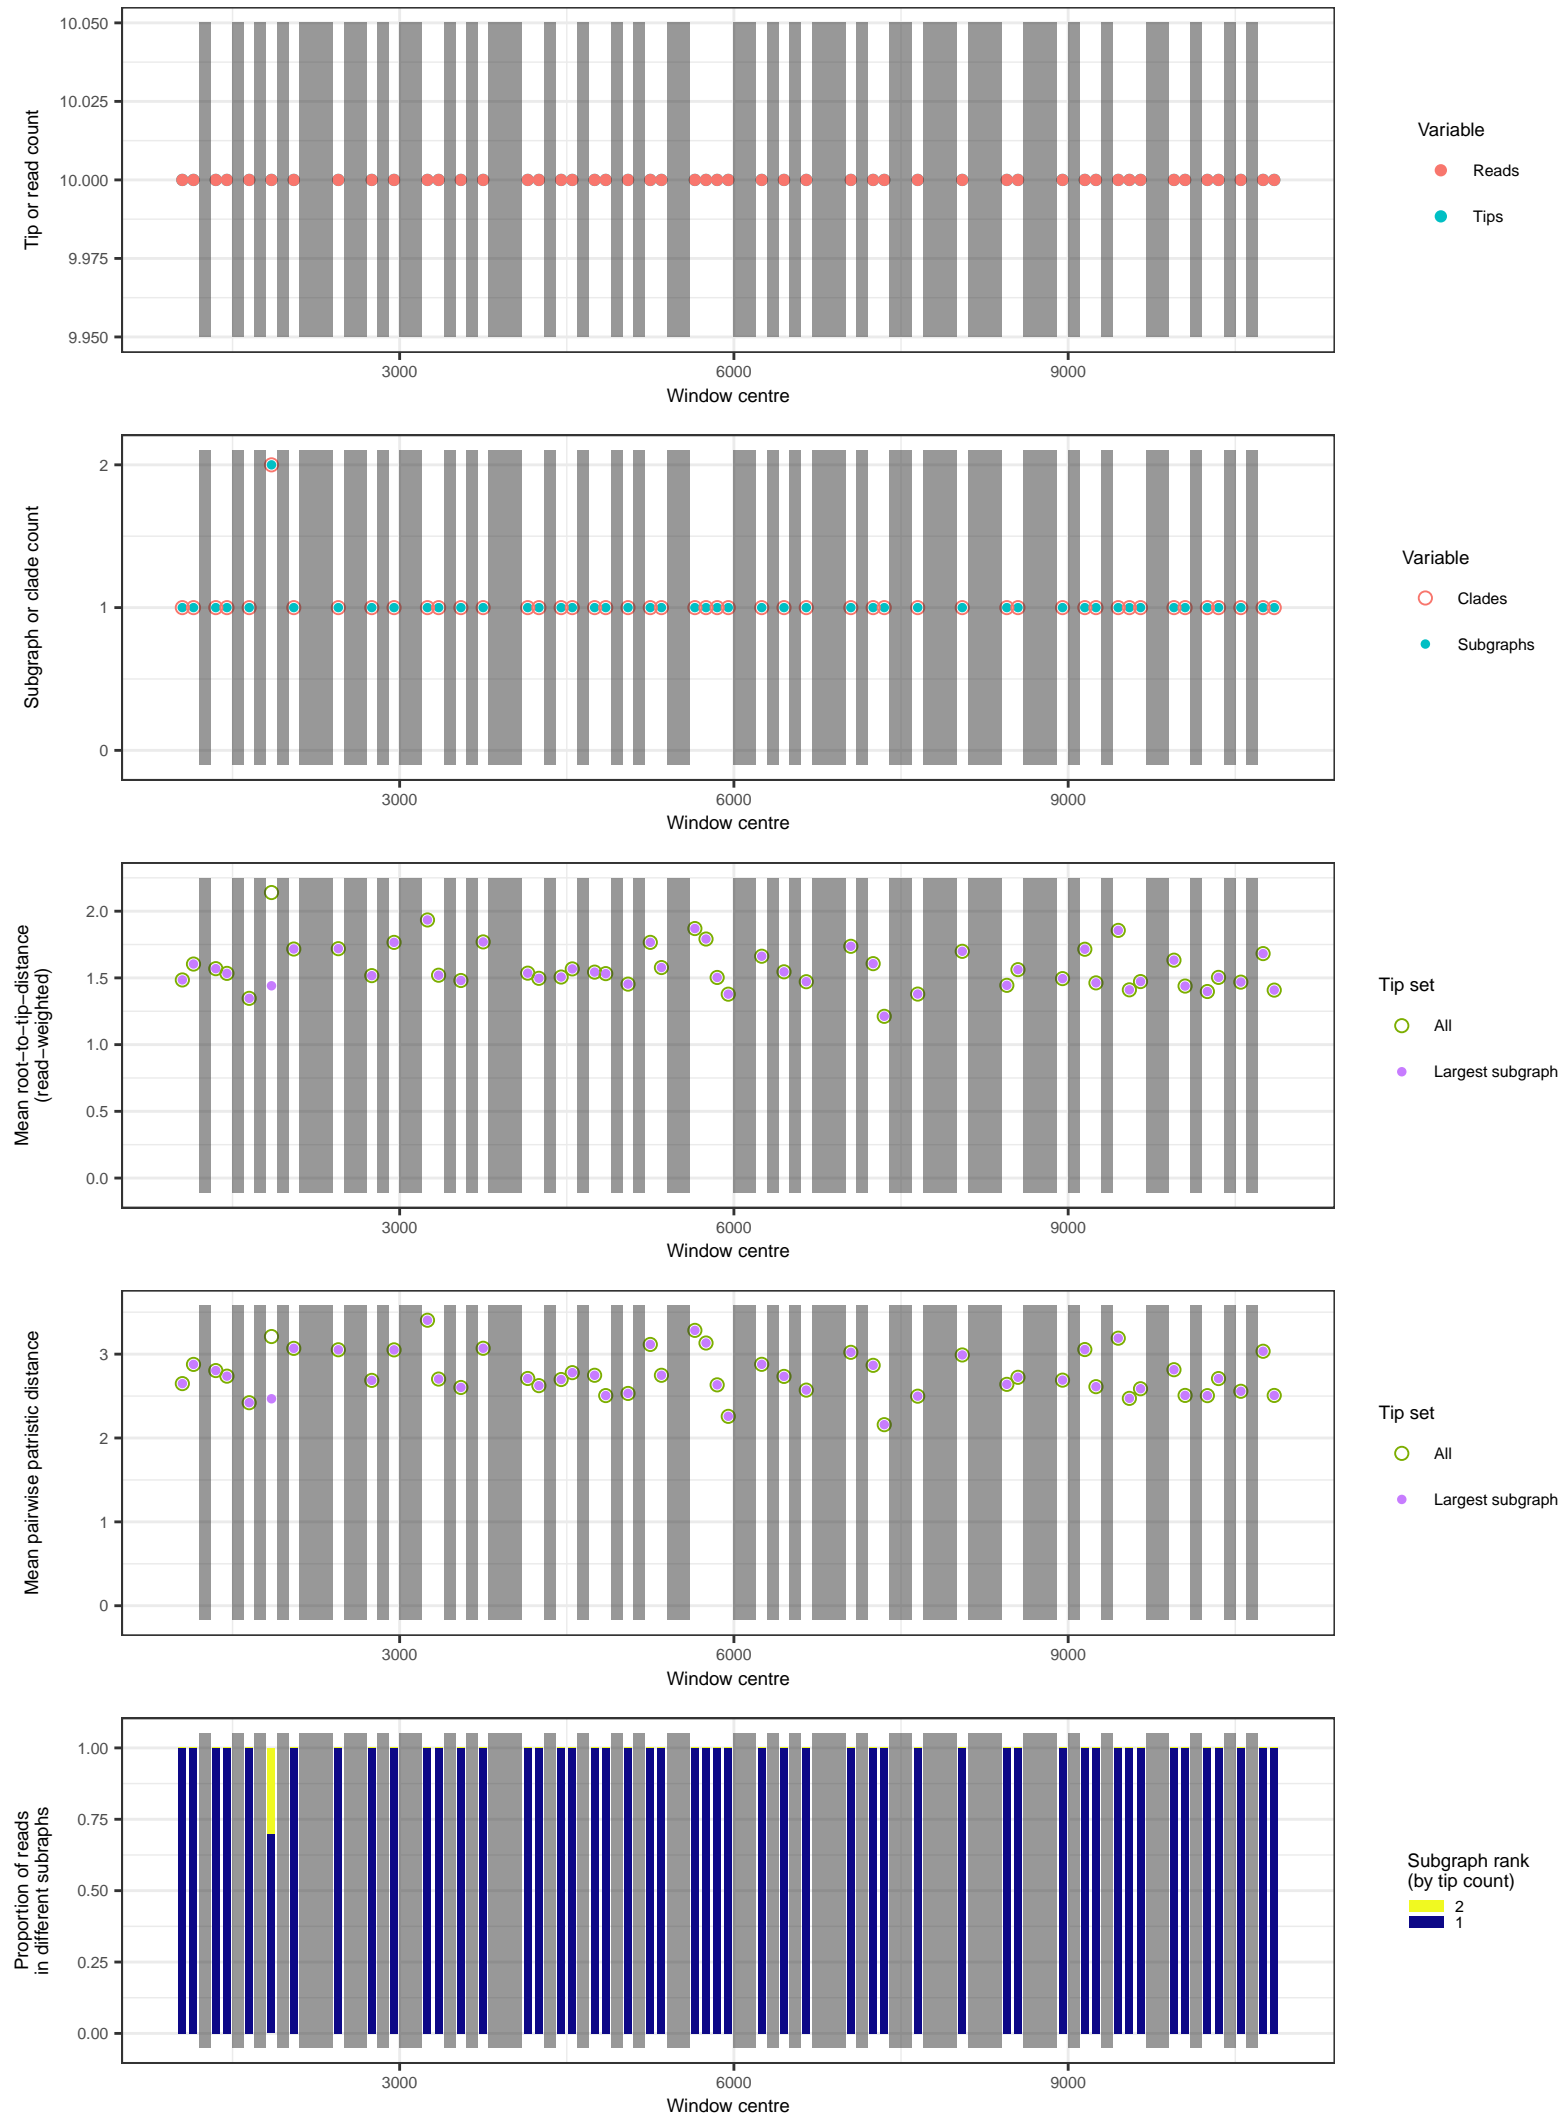 10.050
10.025
10.000
9.975
9.950
Tip or read count
3000
6000
9000
Window centre
Variable
Reads
Tips
2
1
0
Subgraph or clade count
3000
6000
9000
Window centre
Variable
Clades
Subgraphs
2.0
1.5
1.0
0.5
0.0
Mean root−to−tip−distance
(read−weighted)
3000
6000
9000
Window centre
Tip set
All
Largest subgraph
3
2
1
0
Mean pairwise patristic distance
3000
6000
9000
Window centre
Tip set
All
Largest subgraph
1.00
0.75
0.50
0.25
0.00
Proportion of reads
in different subraphs
3000
6000
9000
Window centre
Subgraph rank
(by tip count)
2
1